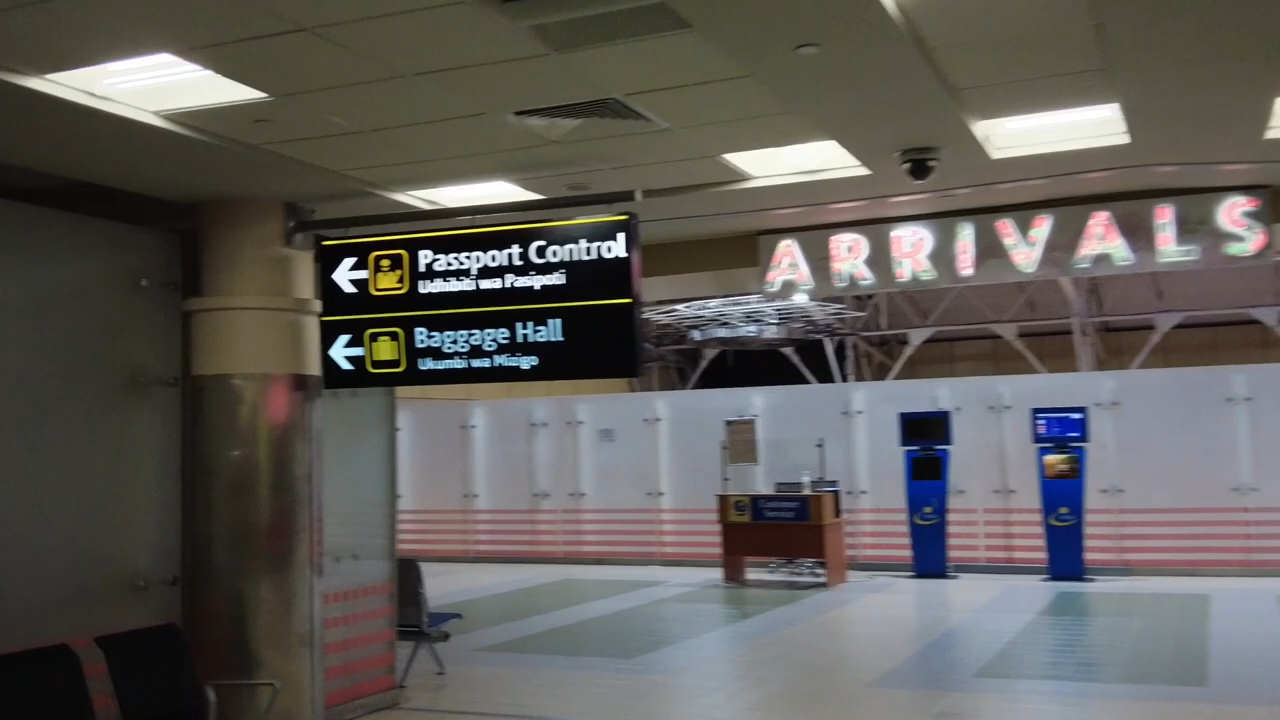 Passport Control
Udhibiti wa Pasipoti
Baggage Hall
Ukumbi wa Mizigo
ARRIVALS
Customer
Service